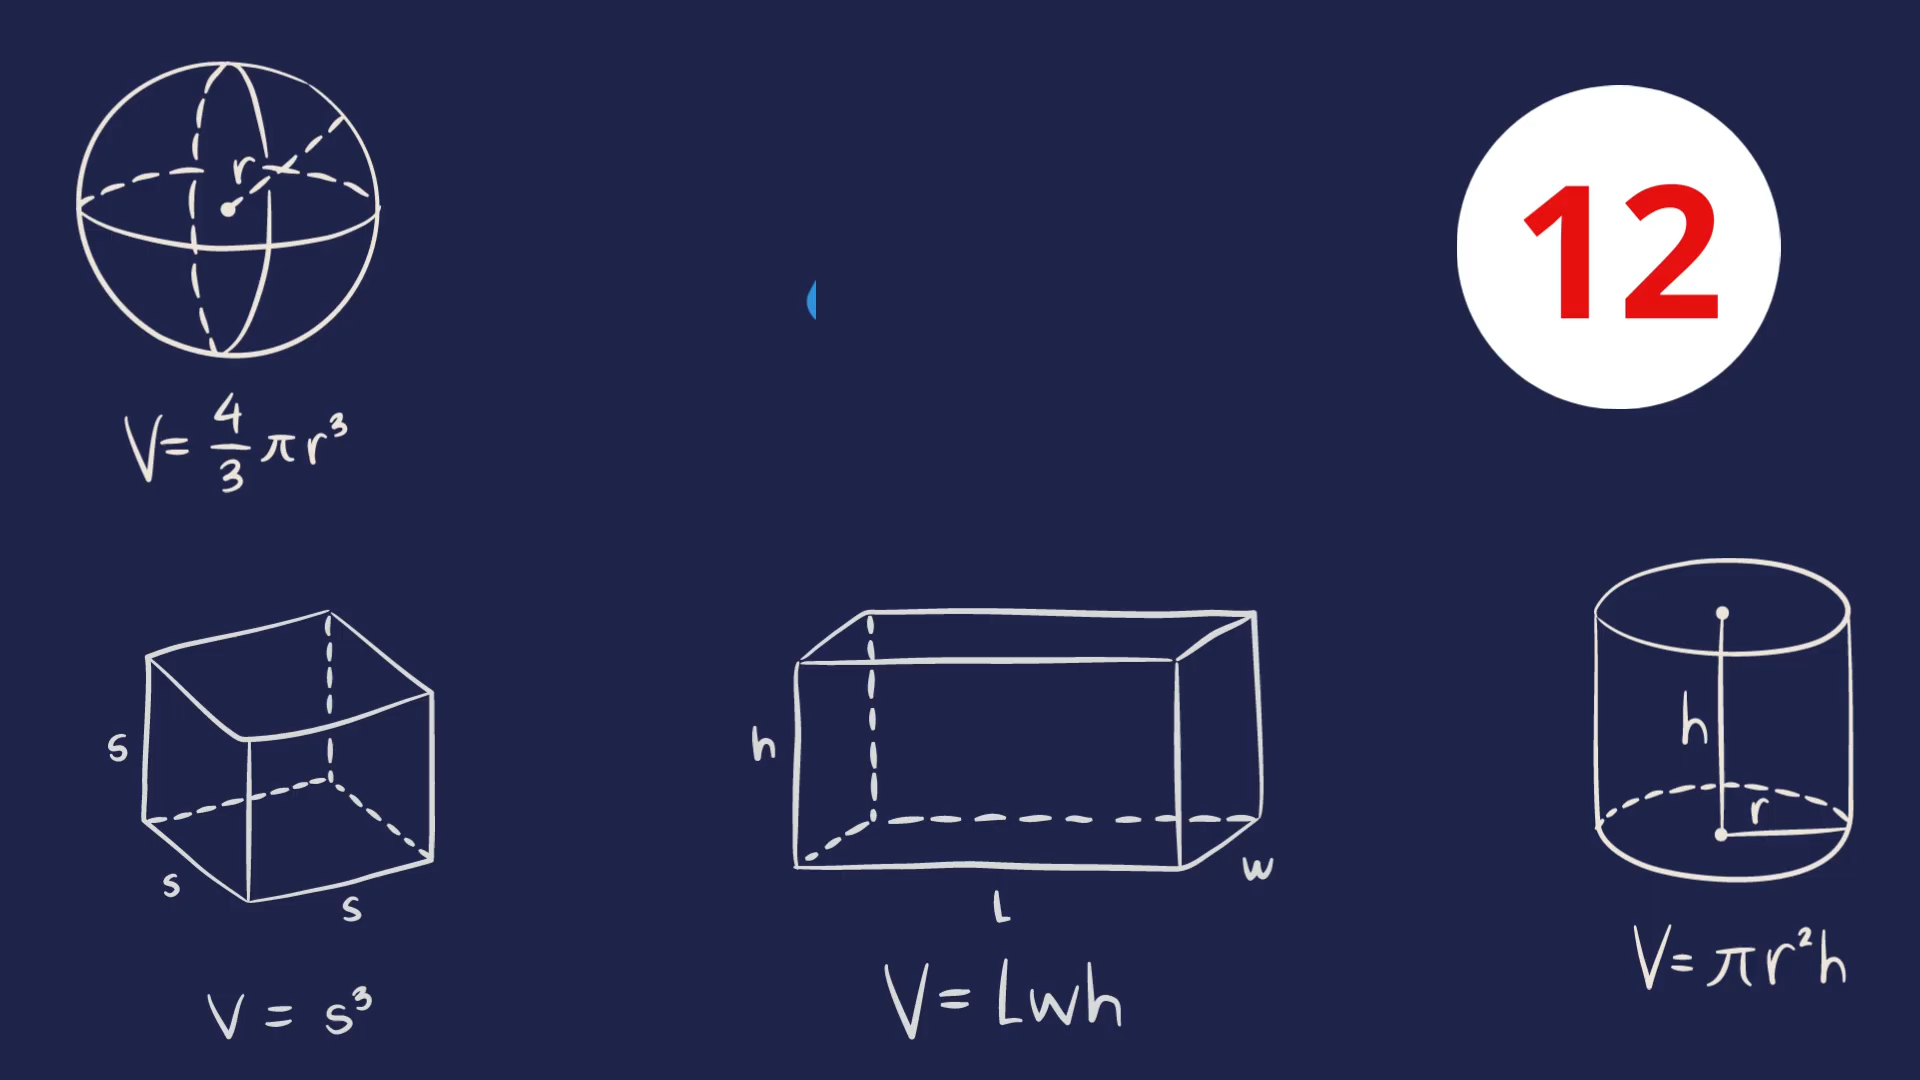 r
12
V = 4/3 πr³
s
s
s
V = s³
h
L
w
V = Lwh
h
r
V = πr²h